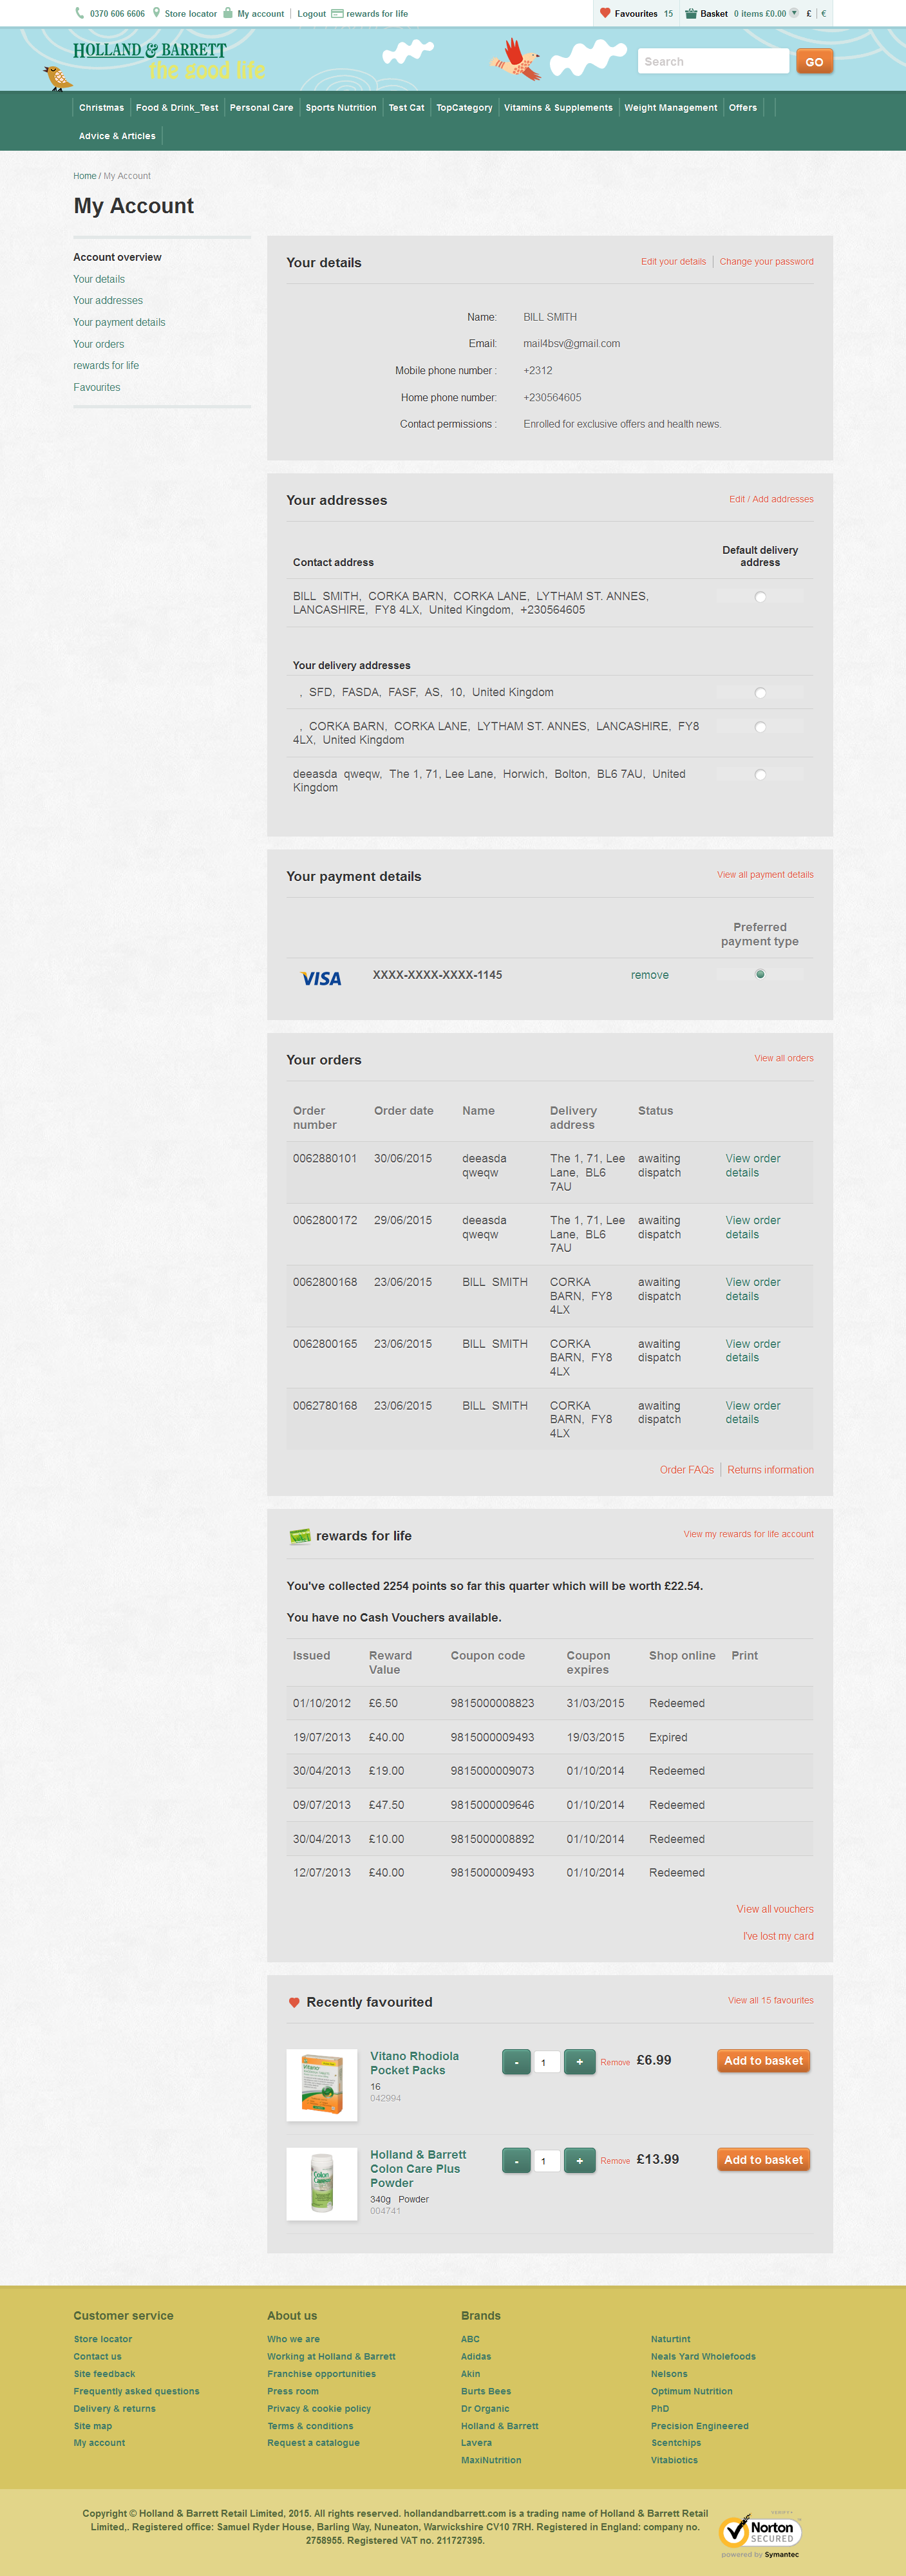 0370 606 6606 Store locator My account Logout rewards for life Favourites 15 Basket 0 items £0.00 £ €
HOLLAND & BARRETT
the good life
Search GO
Christmas Food & Drink_Test Personal Care Sports Nutrition Test Cat TopCategory Vitamins & Supplements Weight Management Offers
Advice & Articles
Home / My Account
My Account
Account overview
Your details
Your addresses
Your payment details
Your orders
rewards for life
Favourites
Your details Edit your details Change your password
Name: BILL SMITH
Email: mail4bsv@gmail.com
Mobile phone number : +2312
Home phone number: +230564605
Contact permissions : Enrolled for exclusive offers and health news.
Your addresses Edit / Add addresses
Contact address Default delivery
address
BILL SMITH, CORKA BARN, CORKA LANE, LYTHAM ST. ANNES,
LANCASHIRE, FY8 4LX, United Kingdom, +230564605
Your delivery addresses
, SFD, FASDA, FASF, AS, 10, United Kingdom
, CORKA BARN, CORKA LANE, LYTHAM ST. ANNES, LANCASHIRE, FY8
4LX, United Kingdom
deeasda qweqw, The 1, 71, Lee Lane, Horwich, Bolton, BL6 7AU, United
Kingdom
Your payment details View all payment details
Preferred
payment type
VISA XXXX-XXXX-XXXX-1145 remove
Your orders View all orders
Order Order date Name Delivery Status
number address
0062880101 30/06/2015 deeasda The 1, 71, Lee awaiting View order
qweqw Lane, BL6 dispatch details
7AU
0062800172 29/06/2015 deeasda The 1, 71, Lee awaiting View order
qweqw Lane, BL6 dispatch details
7AU
0062800168 23/06/2015 BILL SMITH CORKA awaiting View order
BARN, FY8 dispatch details
4LX
0062800165 23/06/2015 BILL SMITH CORKA awaiting View order
BARN, FY8 dispatch details
4LX
0062780168 23/06/2015 BILL SMITH CORKA awaiting View order
BARN, FY8 dispatch details
4LX
Order FAQs Returns information
rewards for life View my rewards for life account
You've collected 2254 points so far this quarter which will be worth £22.54.
You have no Cash Vouchers available.
Issued Reward Coupon code Coupon Shop online Print
Value expires
01/10/2012 £6.50 9815000008823 31/03/2015 Redeemed
19/07/2013 £40.00 9815000009493 19/03/2015 Expired
30/04/2013 £19.00 9815000009073 01/10/2014 Redeemed
09/07/2013 £47.50 9815000009646 01/10/2014 Redeemed
30/04/2013 £10.00 9815000008892 01/10/2014 Redeemed
12/07/2013 £40.00 9815000009493 01/10/2014 Redeemed
View all vouchers
I've lost my card
Recently favourited View all 15 favourites
Vitano Rhodiola - 1 + Remove £6.99 Add to basket
Pocket Packs
16
042994
Holland & Barrett - 1 + Remove £13.99 Add to basket
Colon Care Plus
Powder
340g Powder
004741
Customer service About us Brands
Store locator Who we are ABC Naturtint
Contact us Working at Holland & Barrett Adidas Neals Yard Wholefoods
Site feedback Franchise opportunities Akin Nelsons
Frequently asked questions Press room Burts Bees Optimum Nutrition
Delivery & returns Privacy & cookie policy Dr Organic PhD
Site map Terms & conditions Holland & Barrett Precision Engineered
My account Request a catalogue Lavera Scentchips
MaxiNutrition Vitabiotics
Copyright © Holland & Barrett Retail Limited, 2015. All rights reserved. hollandandbarrett.com is a trading name of Holland & Barrett Retail
Limited,. Registered office: Samuel Ryder House, Barling Way, Nuneaton, Warwickshire CV10 7RH. Registered in England: company no.
2758955. Registered VAT no. 211727395.
Norton
SECURED
powered by Symantec